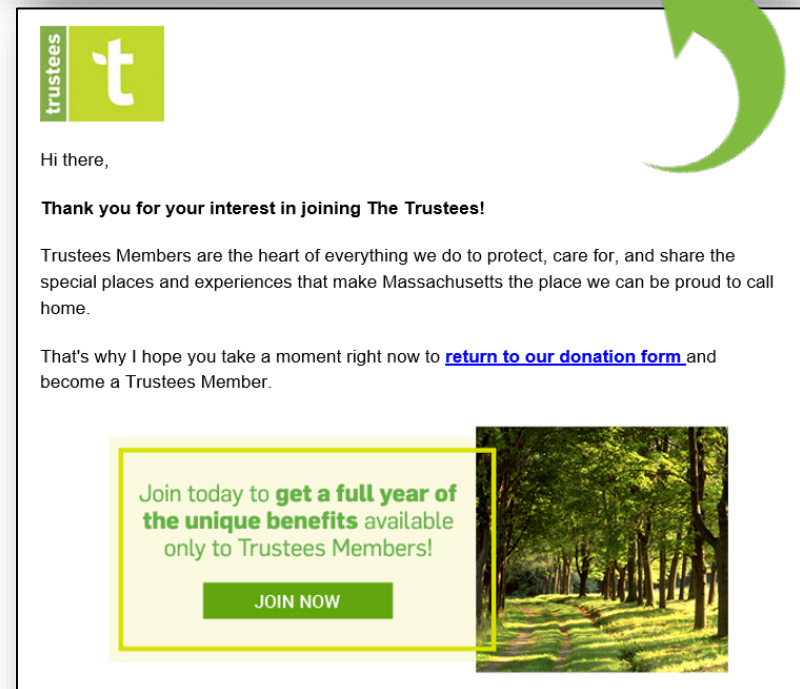 trustees
t
Hi there,
Thank you for your interest in joining The Trustees!
Trustees Members are the heart of everything we do to protect, care for, and share the
special places and experiences that make Massachusetts the place we can be proud to call
home.
That's why I hope you take a moment right now to return to our donation form and
become a Trustees Member.
Join today to get a full year of
the unique benefits available
only to Trustees Members!
JOIN NOW